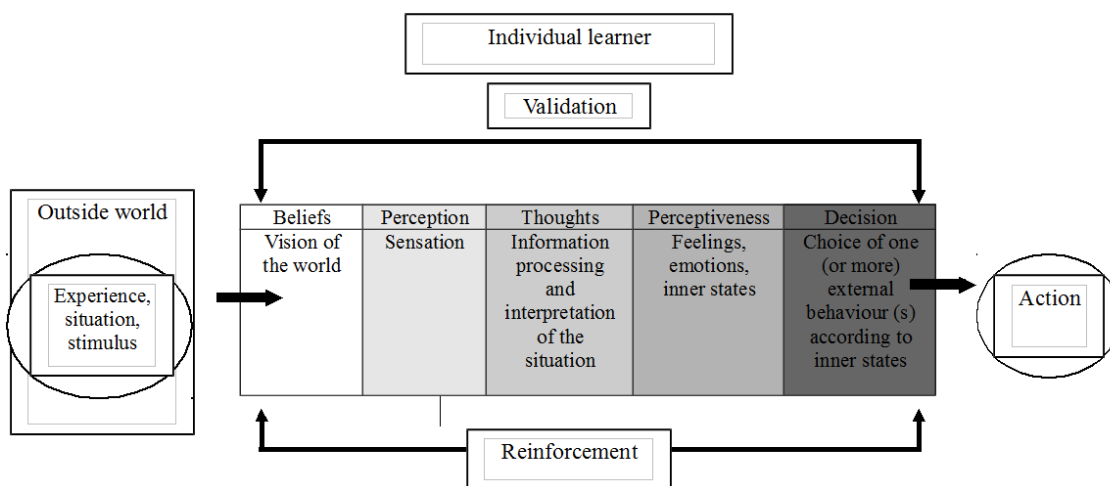 Individual learner
Validation
Outside world
Experience,
situation,
stimulus
Beliefs
Vision of
the world
Perception
Sensation
Thoughts
Information
processing
and
interpretation
of the
situation
Perceptiveness
Feelings,
emotions,
inner states
Decision
Choice of one
(or more)
external
behaviour (s)
according to
inner states
Action
Reinforcement